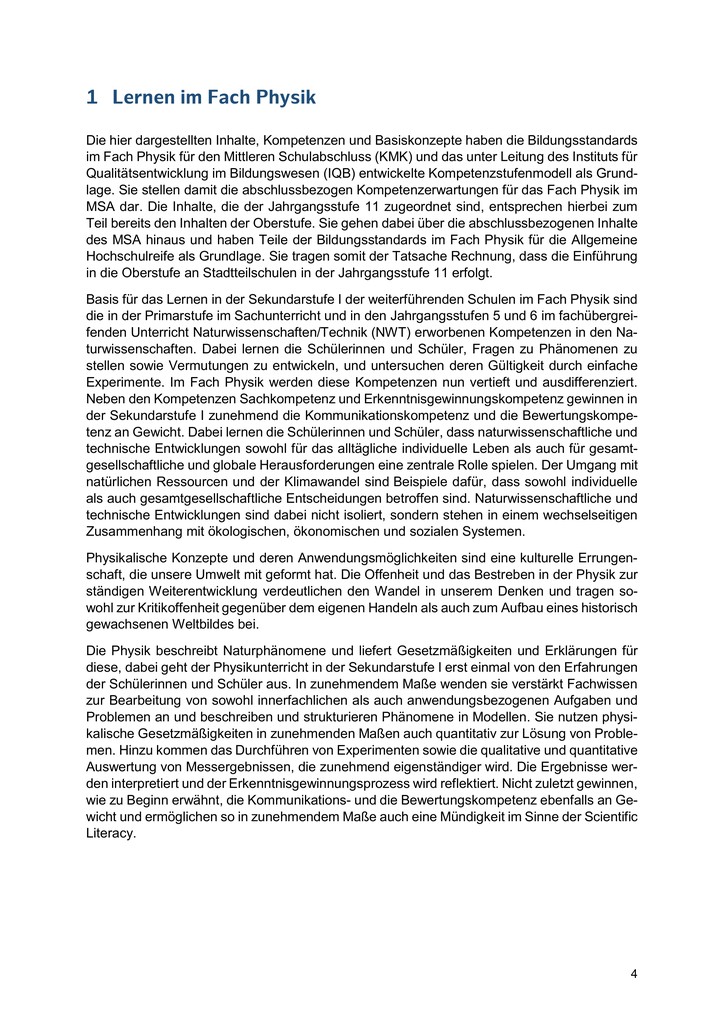 1 Lernen im Fach Physik
Die hier dargestellten Inhalte, Kompetenzen und Basiskonzepte haben die Bildungsstandards
im Fach Physik für den Mittleren Schulabschluss (KMK) und das unter Leitung des Instituts für
Qualitätsentwicklung im Bildungswesen (IQB) entwickelte Kompetenzstufenmodell als Grund-
lage. Sie stellen damit die abschlussbezogen Kompetenzerwartungen für das Fach Physik im
MSA dar. Die Inhalte, die der Jahrgangsstufe 11 zugeordnet sind, entsprechen hierbei zum
Teil bereits den Inhalten der Oberstufe. Sie gehen dabei über die abschlussbezogenen Inhalte
des MSA hinaus und haben Teile der Bildungsstandards im Fach Physik für die Allgemeine
Hochschulreife als Grundlage. Sie tragen somit der Tatsache Rechnung, dass die Einführung
in die Oberstufe an Stadtteilschulen in der Jahrgangsstufe 11 erfolgt.
Basis für das Lernen in der Sekundarstufe I der weiterführenden Schulen im Fach Physik sind
die in der Primarstufe im Sachunterricht und in den Jahrgangsstufen 5 und 6 im fachübergrei-
fenden Unterricht Naturwissenschaften/Technik (NWT) erworbenen Kompetenzen in den Na-
turwissenschaften. Dabei lernen die Schülerinnen und Schüler, Fragen zu Phänomenen zu
stellen sowie Vermutungen zu entwickeln, und untersuchen deren Gültigkeit durch einfache
Experimente. Im Fach Physik werden diese Kompetenzen nun vertieft und ausdifferenziert.
Neben den Kompetenzen Sachkompetenz und Erkenntnisgewinnungskompetenz gewinnen in
der Sekundarstufe I zunehmend die Kommunikationskompetenz und die Bewertungskompe-
tenz an Gewicht. Dabei lernen die Schülerinnen und Schüler, dass naturwissenschaftliche und
technische Entwicklungen sowohl für das alltägliche individuelle Leben als auch für gesamt-
gesellschaftliche und globale Herausforderungen eine zentrale Rolle spielen. Der Umgang mit
natürlichen Ressourcen und der Klimawandel sind Beispiele dafür, dass sowohl individuelle
als auch gesamtgesellschaftliche Entscheidungen betroffen sind. Naturwissenschaftliche und
technische Entwicklungen sind dabei nicht isoliert, sondern stehen in einem wechselseitigen
Zusammenhang mit ökologischen, ökonomischen und sozialen Systemen.
Physikalische Konzepte und deren Anwendungsmöglichkeiten sind eine kulturelle Errungen-
schaft, die unsere Umwelt mit geformt hat. Die Offenheit und das Bestreben in der Physik zur
ständigen Weiterentwicklung verdeutlichen den Wandel in unserem Denken und tragen so-
wohl zur Kritikoffenheit gegenüber dem eigenen Handeln als auch zum Aufbau eines historisch
gewachsenen Weltbildes bei.
Die Physik beschreibt Naturphänomene und liefert Gesetzmäßigkeiten und Erklärungen für
diese, dabei geht der Physikunterricht in der Sekundarstufe I erst einmal von den Erfahrungen
der Schülerinnen und Schüler aus. In zunehmendem Maße wenden sie verstärkt Fachwissen
zur Bearbeitung von sowohl innerfachlichen als auch anwendungsbezogenen Aufgaben und
Problemen an und beschreiben und strukturieren Phänomene in Modellen. Sie nutzen physi-
kalische Gesetzmäßigkeiten in zunehmenden Maßen auch quantitativ zur Lösung von Proble-
men. Hinzu kommen das Durchführen von Experimenten sowie die qualitative und quantitative
Auswertung von Messergebnissen, die zunehmend eigenständiger wird. Die Ergebnisse wer-
den interpretiert und der Erkenntnisgewinnungsprozess wird reflektiert. Nicht zuletzt gewinnen,
wie zu Beginn erwähnt, die Kommunikations- und die Bewertungskompetenz ebenfalls an Ge-
wicht und ermöglichen so in zunehmendem Maße auch eine Mündigkeit im Sinne der Scientific
Literacy.
4